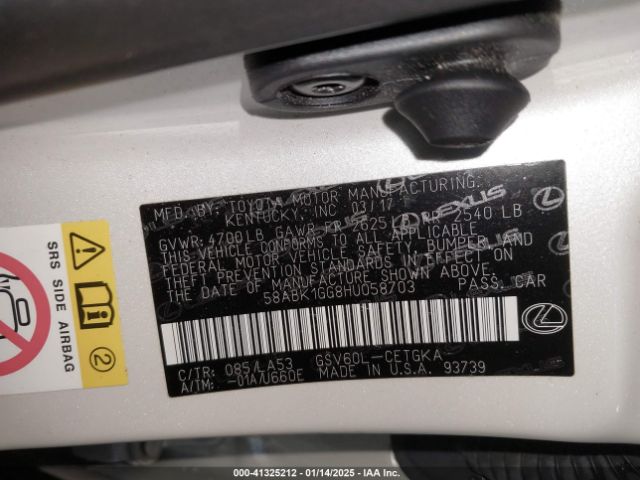 MFD. BY: TOYOTA MOTOR MANUFACTURING,
KENTUCKY, INC. 03/17
GVWR: 4700LB GAWR FR 2625 2540 LB
THIS VEHICLE CONFORMS TO ALL APPLICABLE
FEDERAL MOTOR VEHICLE SAFETY, BUMPER, AND
THEFT PREVENTION STANDARDS IN EFFECT ON
THE DATE OF MANUFACTURE SHOWN ABOVE.
58ABK1GG8HU058703 PASS. CAR
C/TR: 085/LA53 GSV60L-CETGKA
A/TM: -01A/U660E MADE IN U.S.A. 93739
LEXUS
LEXUS
SRS SIDE AIRBAG
2
000-41325212 - 01/14/2025 - IAA Inc.